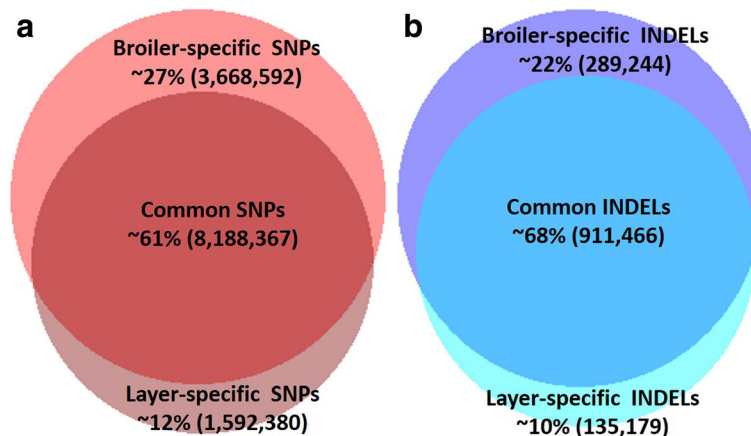 a
Broiler-specific SNPs
~27% (3,668,592)
Common SNPs
~61% (8,188,367)
Layer-specific SNPs
~12% (1,592,380)
b
Broiler-specific INDELs
~22% (289,244)
Common INDELs
~68% (911,466)
Layer-specific INDELs
~10% (135,179)